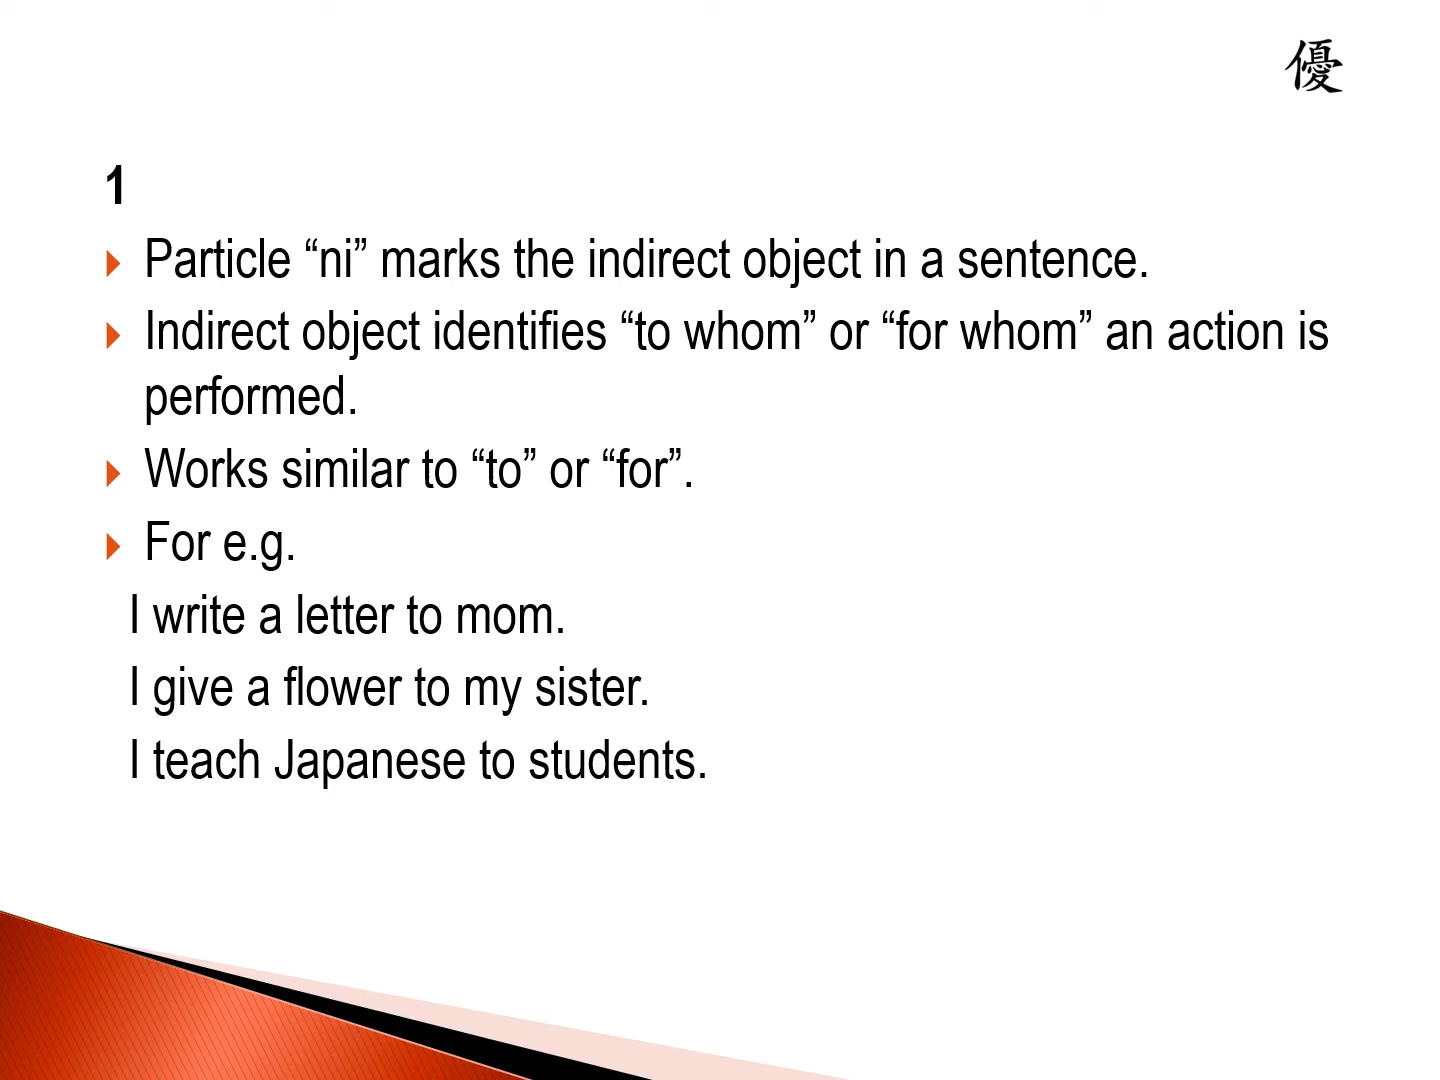 優
1
Particle “ni” marks the indirect object in a sentence.
Indirect object identifies “to whom” or “for whom” an action is
performed.
Works similar to “to” or “for”.
For e.g.
I write a letter to mom.
I give a flower to my sister.
I teach Japanese to students.